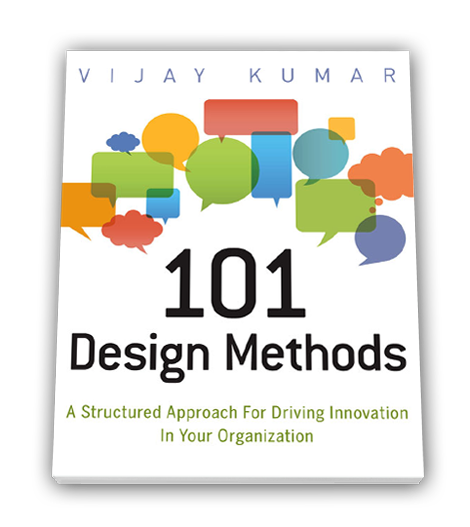 VIJAY KUMAR
101
Design Methods
A Structured Approach For Driving Innovation
In Your Organization